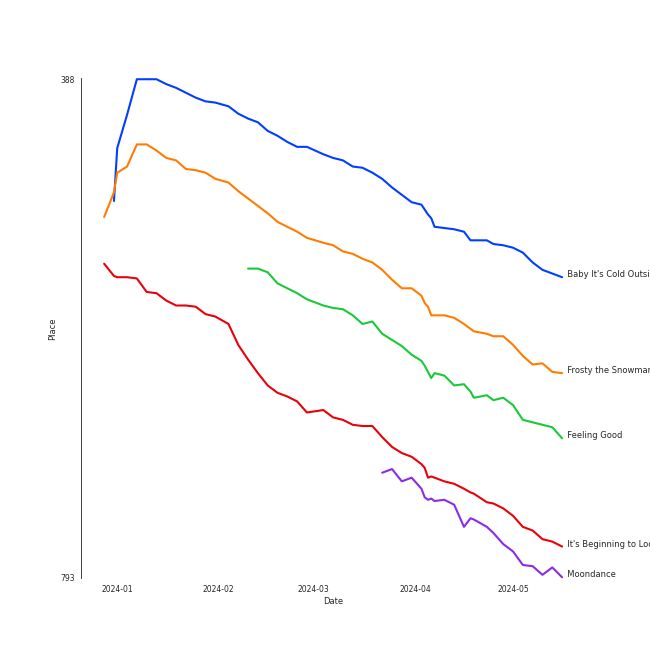 388
Baby It's Cold Outsi
Place
Frosty the Snowman
Feeling Good
It's Beginning to Loo
Moondance
793
2024-01 2024-02 2024-03 2024-04 2024-05
Date